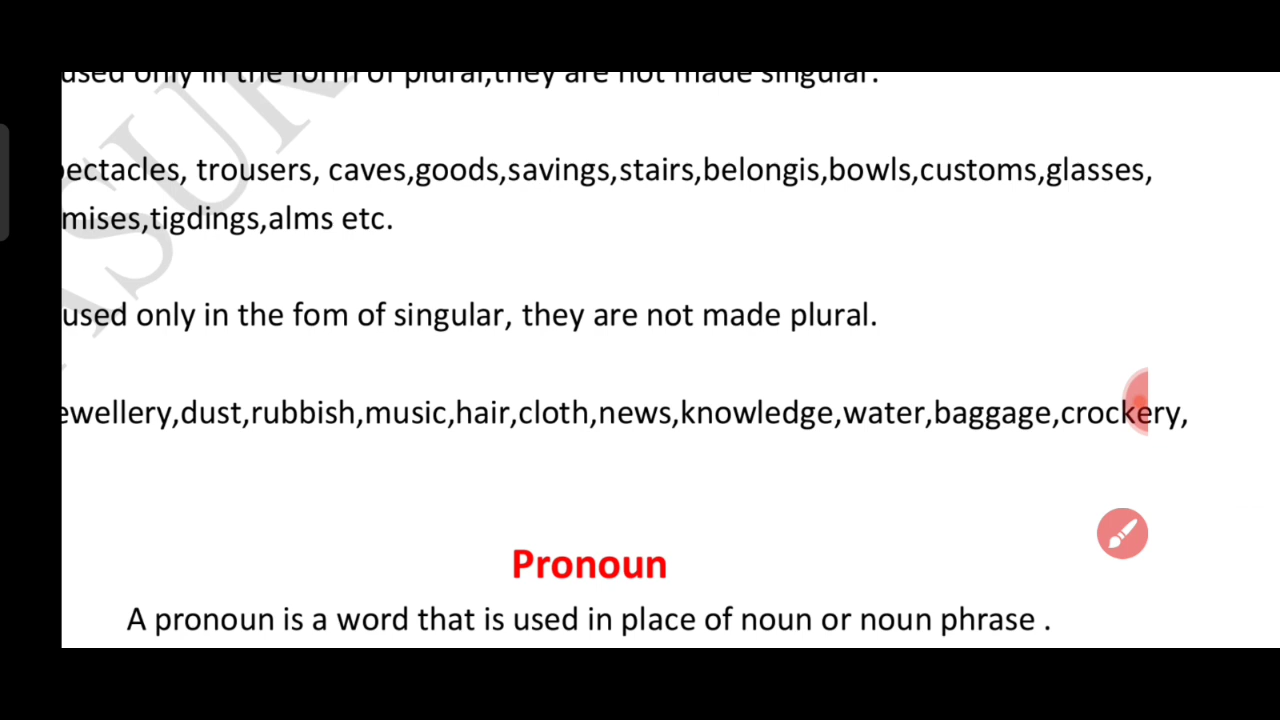 used only in the form of plural,they are not made singular.
pectacles, trousers, caves,goods,savings,stairs,belongis,bowls,customs,glasses,
mises,tigdings,alms etc.
used only in the fom of singular, they are not made plural.
ewellery,dust,rubbish,music,hair,cloth,news,knowledge,water,baggage,crockery,
Pronoun
A pronoun is a word that is used in place of noun or noun phrase .